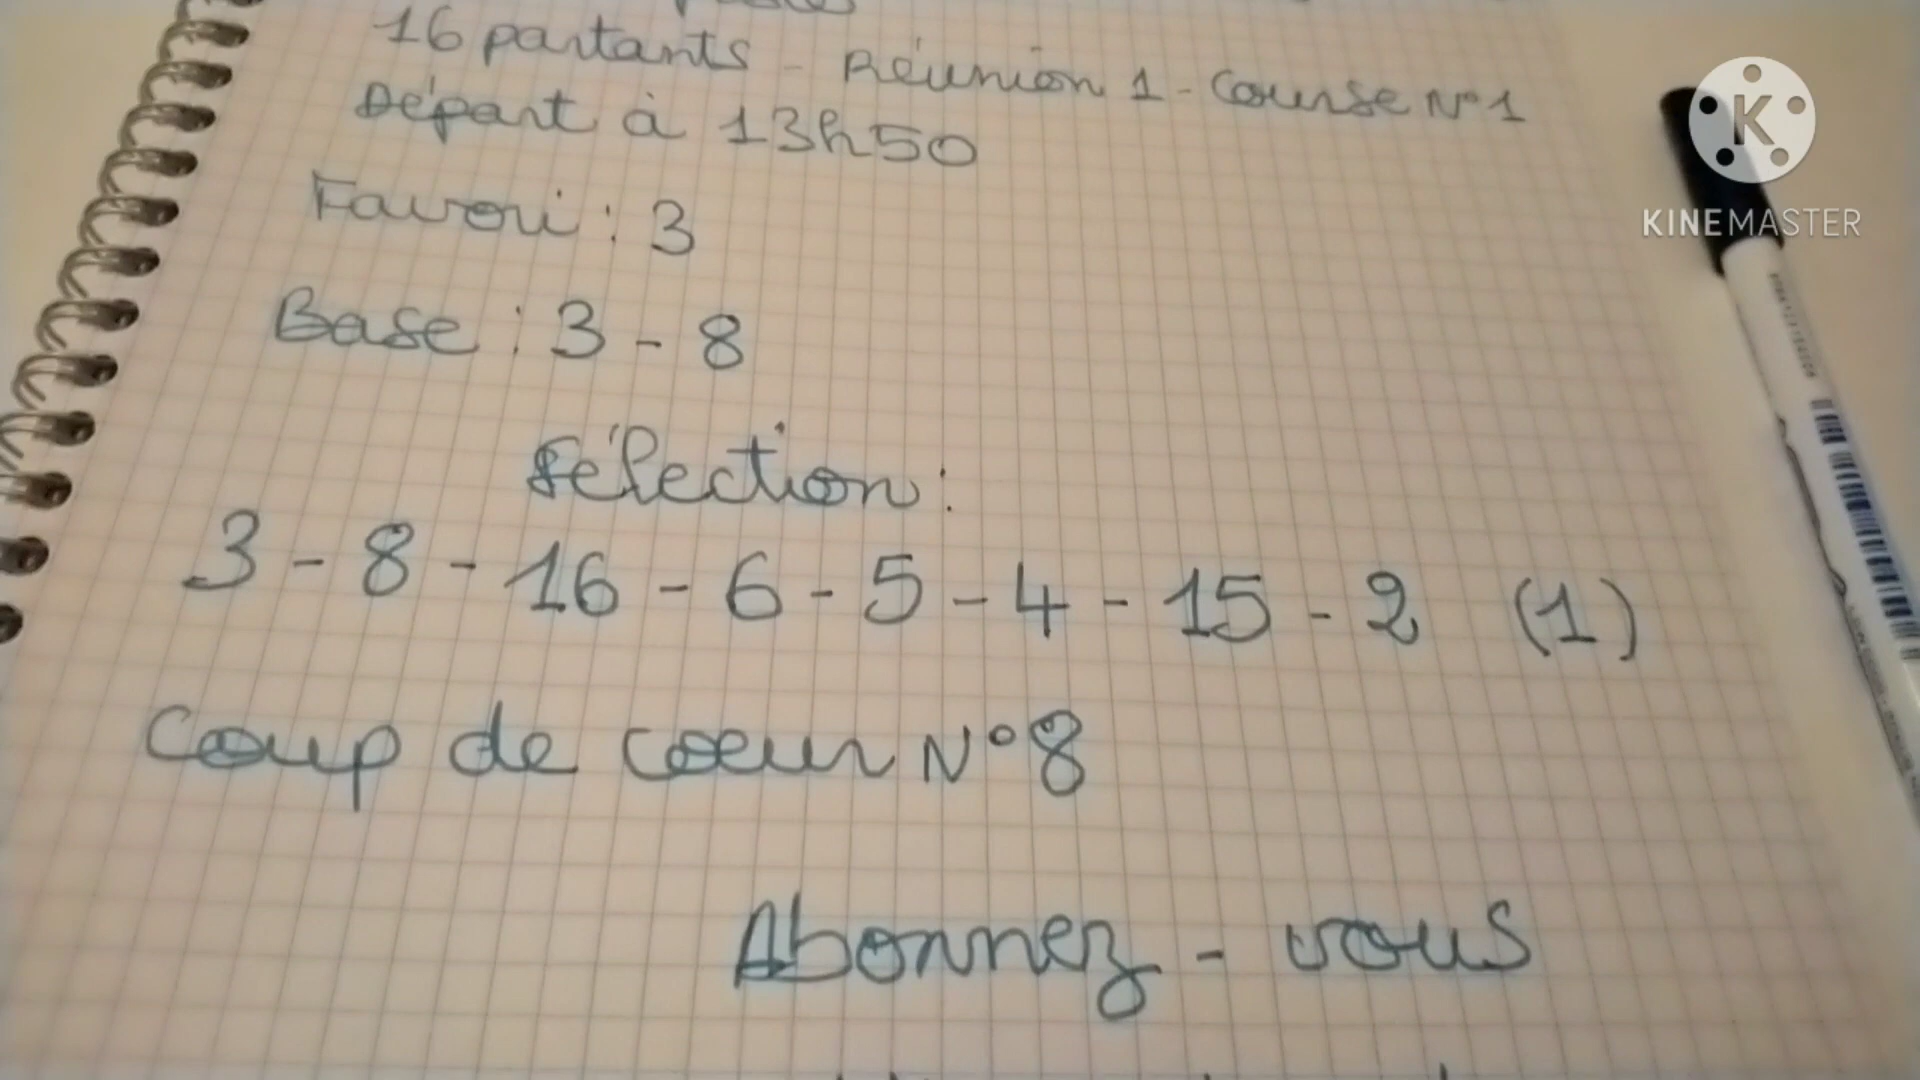 16 partants - Réunion 1 - Course N°1
Départ à 13h50
Favori : 3
Base : 3 - 8
Sélection :
3 - 8 - 16 - 6 - 5 - 4 - 15 - 2 (1)
Coup de coeur N°8
Abonnez - vous
K
KINEMASTER